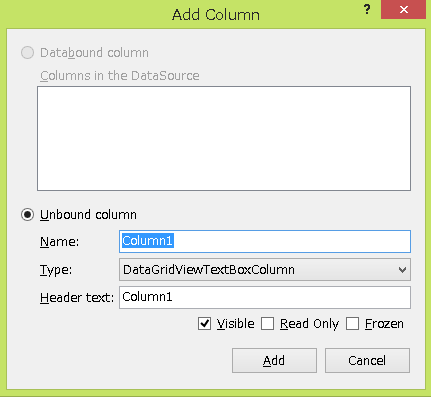 Add Column
?
Databound column
Columns in the DataSource
Unbound column
Name: Column1
Type: DataGridViewTextBoxColumn
Header text: Column1
Visible Read Only Frozen
Add Cancel